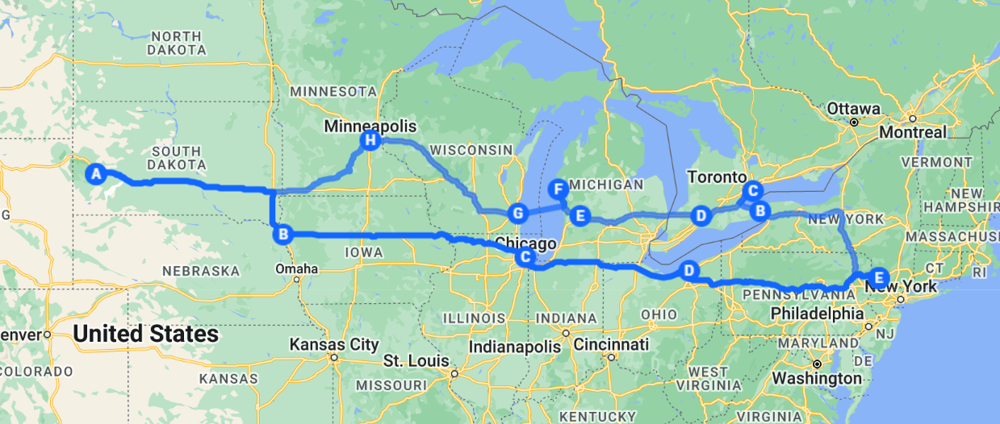 NORTH
DAKOTA
MINNESOTA
Ottawa
Montreal
Minneapolis
H
WISCONSIN
SOUTH
DAKOTA
VERMONT
A
Toronto
C
F
MICHIGAN
NEW
HAMPSHIR
G
G
E
D
B
NEW YORK
B
MASSACHUS
Chicago
IOWA
C
Omaha
NEBRASKA
D
E
CT
RI
New York
PENNSYLVANIA
Philadelphia
ILLINOIS
INDIANA
OHIO
enver
United States
NJ
Kansas City
Indianapolis
Cincinnati
MARYLAND
St. Louis
DE
COLORADO
KANSAS
MISSOURI
WEST
VIRGINIA
Washington
KENTUCKY
VIRGINIA